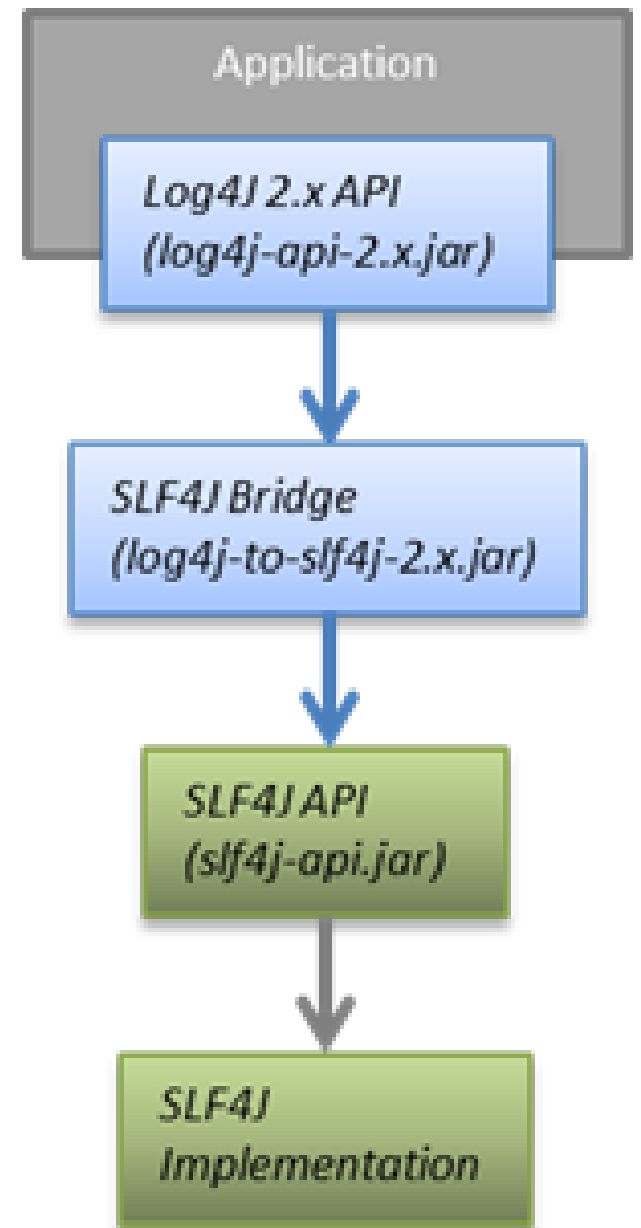 Application
Log4J 2.x API
(log4j-api-2.x.jar)
SLF4J Bridge
(log4j-to-slf4j-2.x.jar)
SLF4J API
(slf4j-api.jar)
SLF4J
Implementation